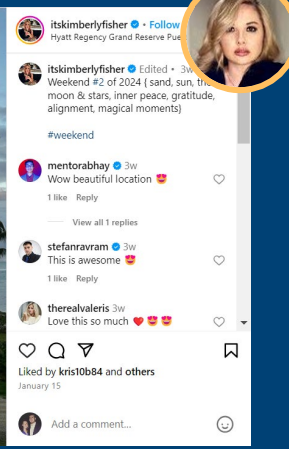 itskimberlyfisher • Follow
Hyatt Regency Grand Reserve Pue
itskimberlyfisher Edited • 3w
Weekend #2 of 2024 { sand, sun, the
moon & stars, inner peace, gratitude,
alignment, magical moments}
#weekend
mentorabhay 3w
Wow beautiful location 😍
1 like Reply
View all 1 replies
stefanravram 3w
This is awesome 😍
1 like Reply
therealvaleris 3w
Love this so much ❤️ 😍 😍
Liked by kris10b84 and others
January 15
Add a comment...